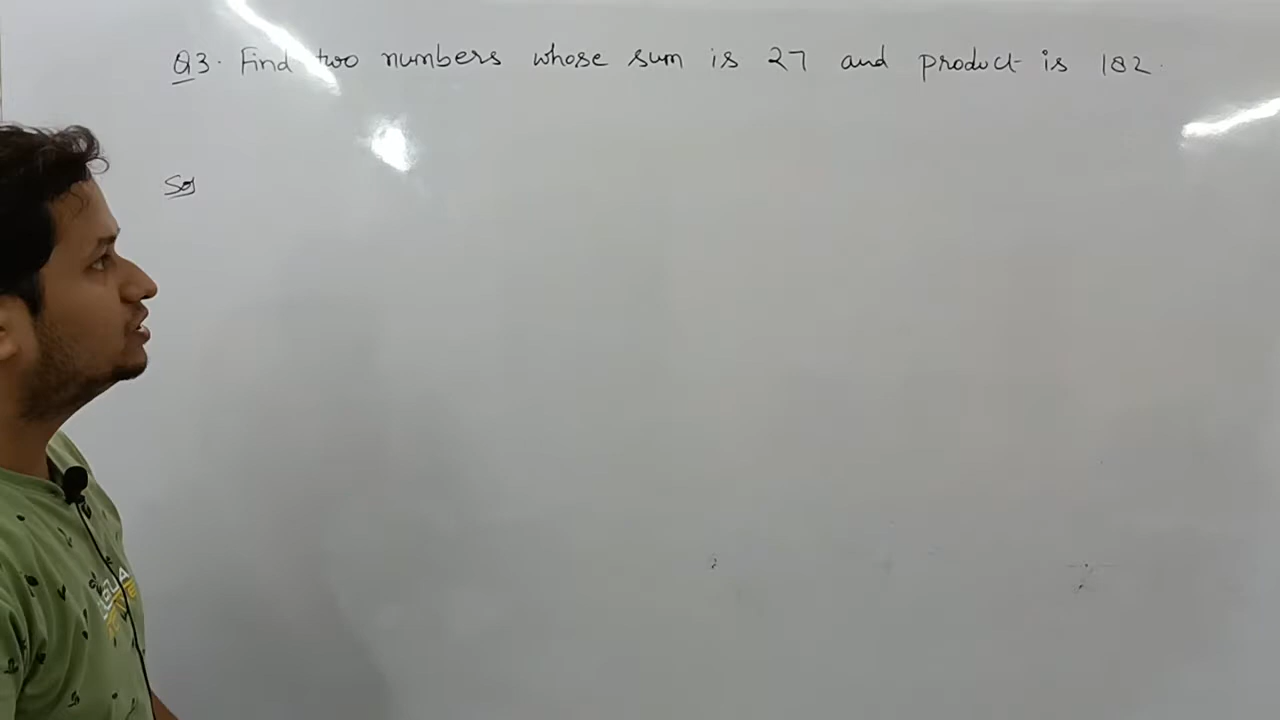 Q3. Find two numbers whose sum is 27 and product is 182.
Sol